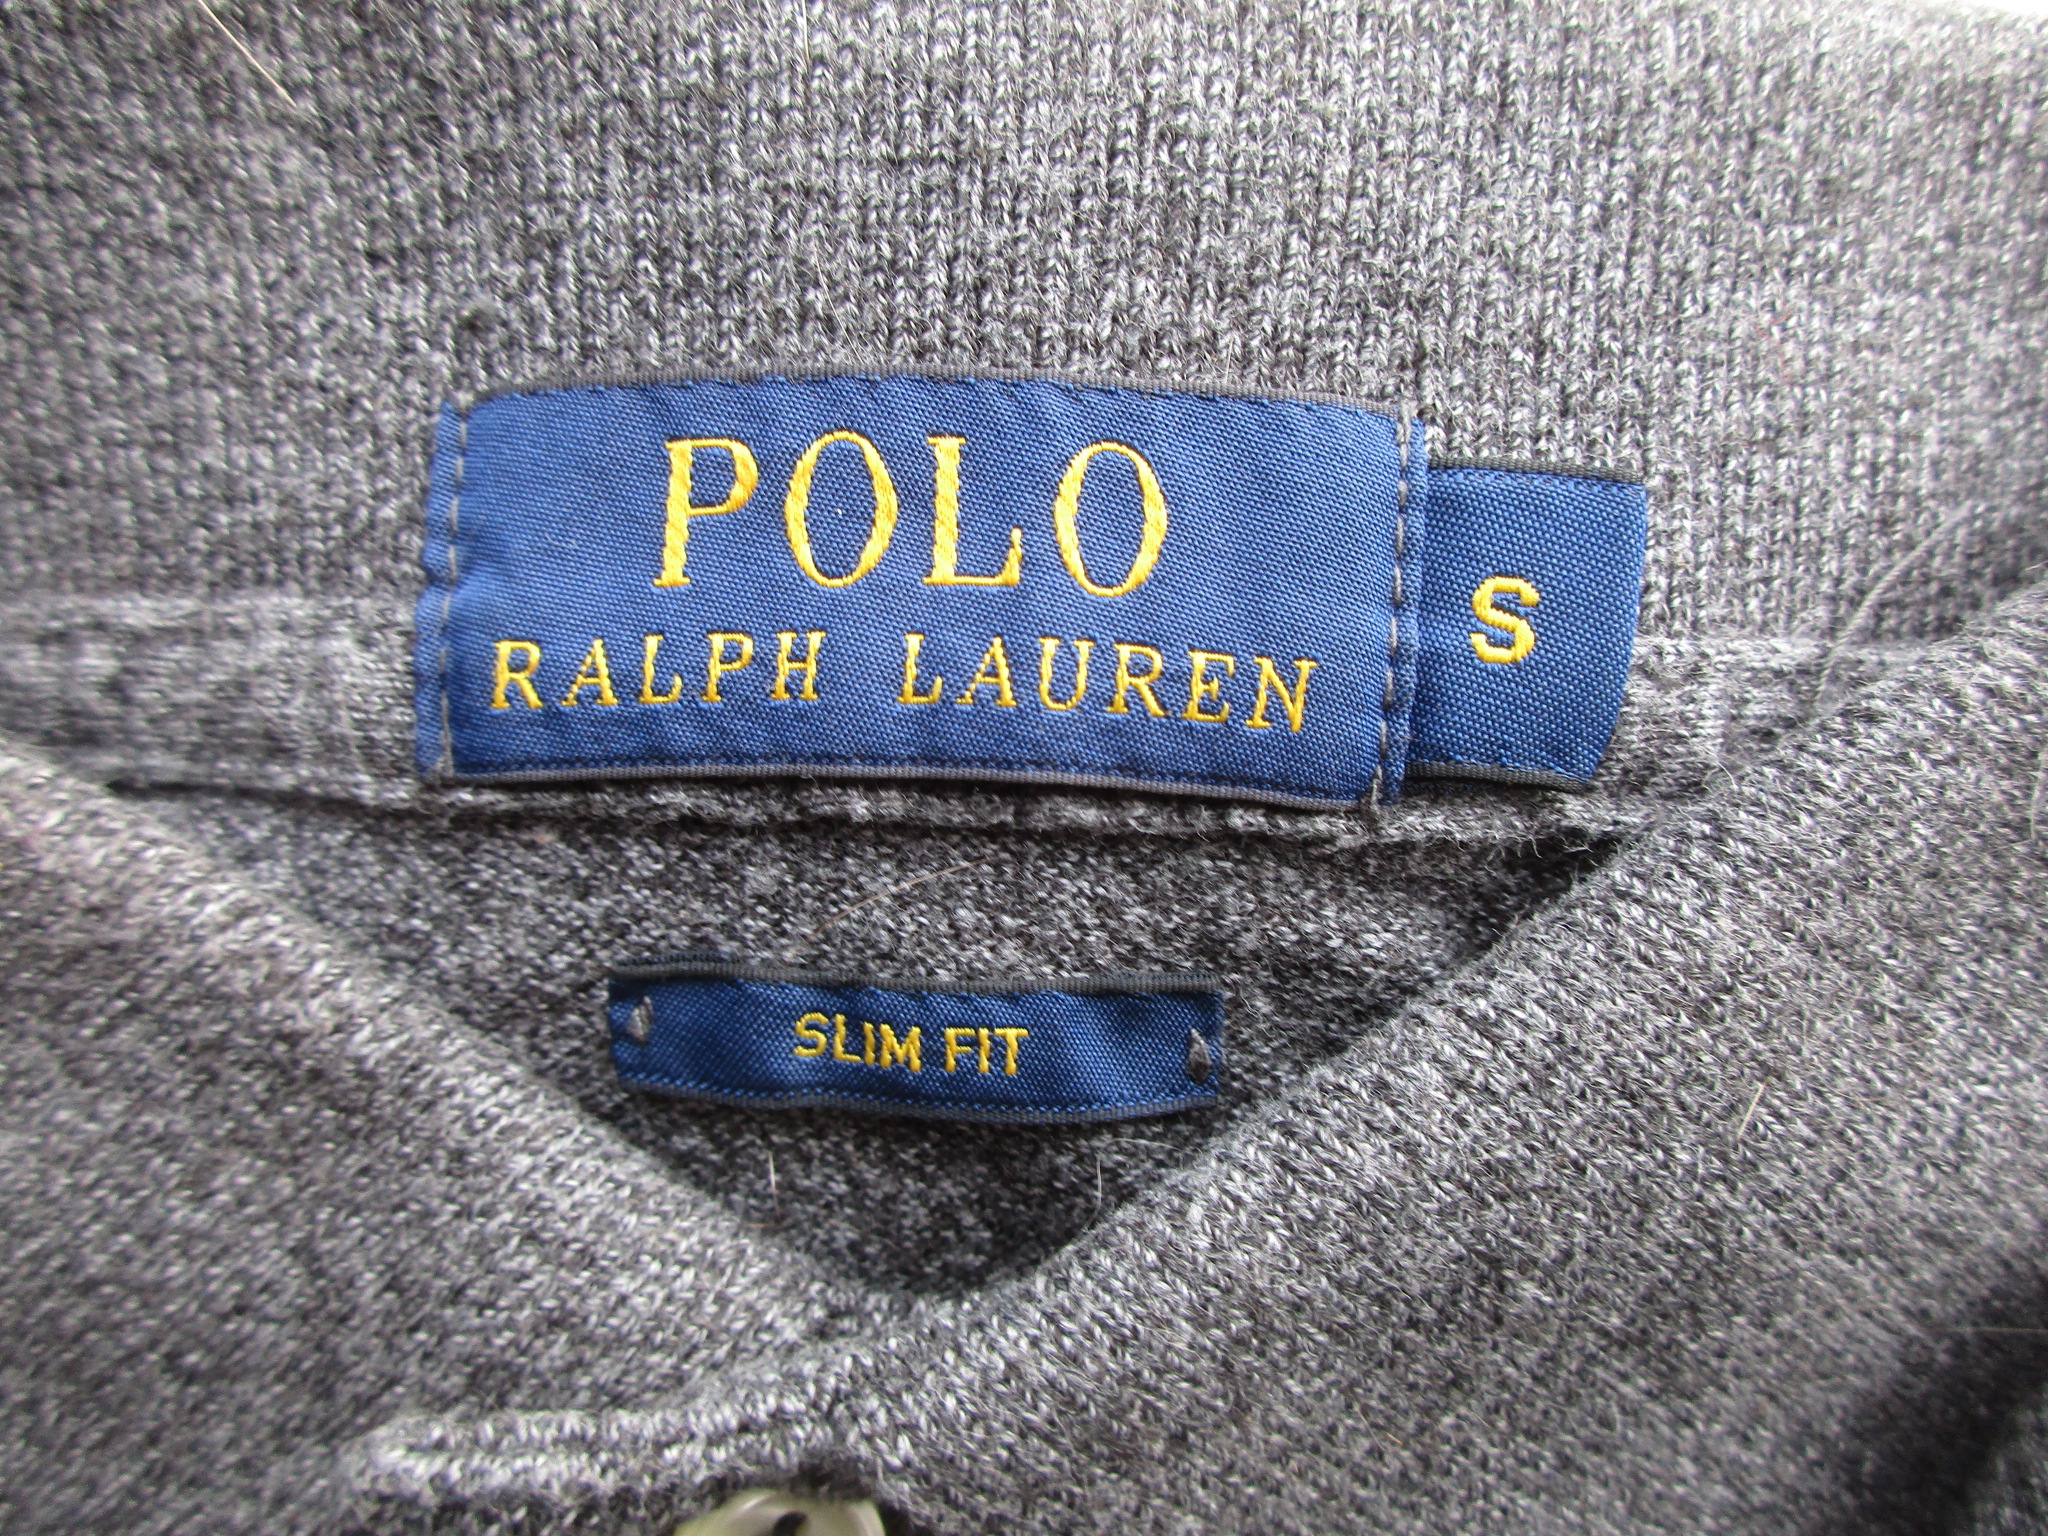 POLO
RALPH LAUREN
S
SLIM FIT